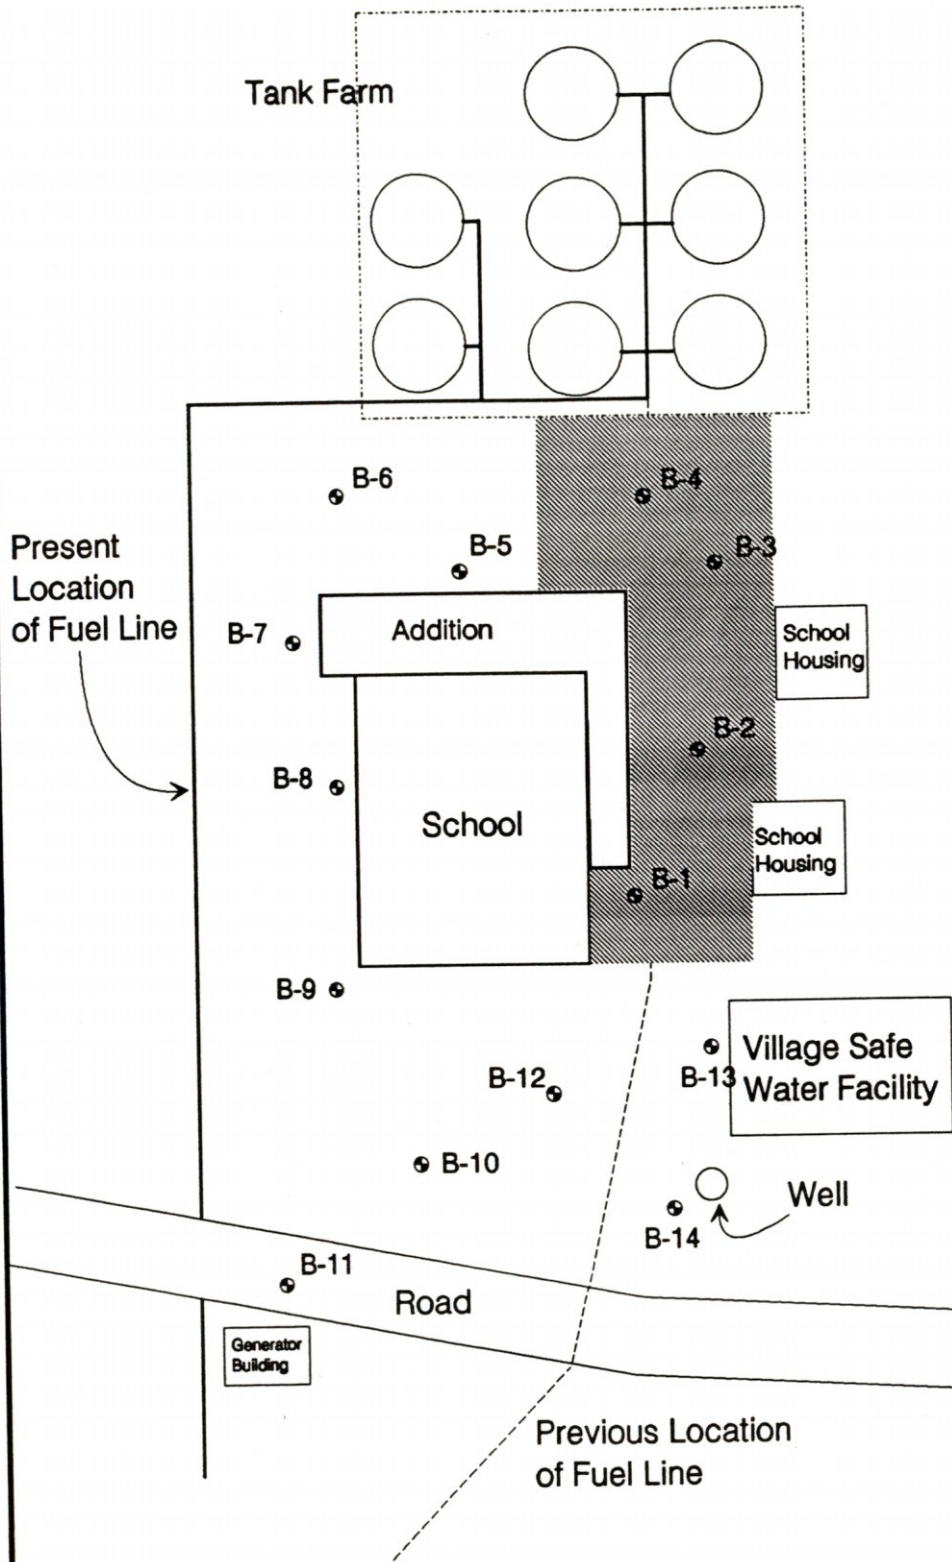 Tank Farm
B-6
B-4
B-5
B-3
Present
Location
of Fuel Line
B-7
Addition
School
Housing
B-2
B-8
School
School
Housing
B-1
B-9
Village Safe
Water Facility
B-13
B-12
B-10
Well
B-14
B-11
Road
Generator
Building
Previous Location
of Fuel Line